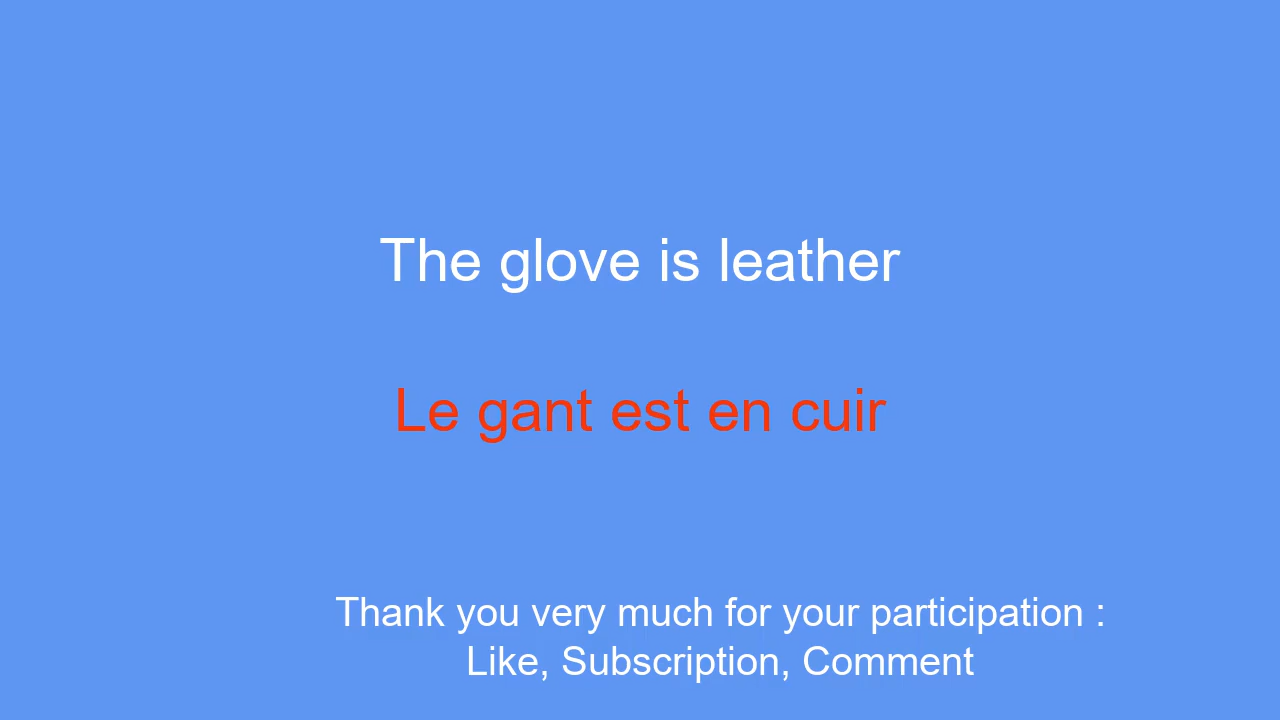 The glove is leather
Le gant est en cuir
Thank you very much for your participation :
Like, Subscription, Comment